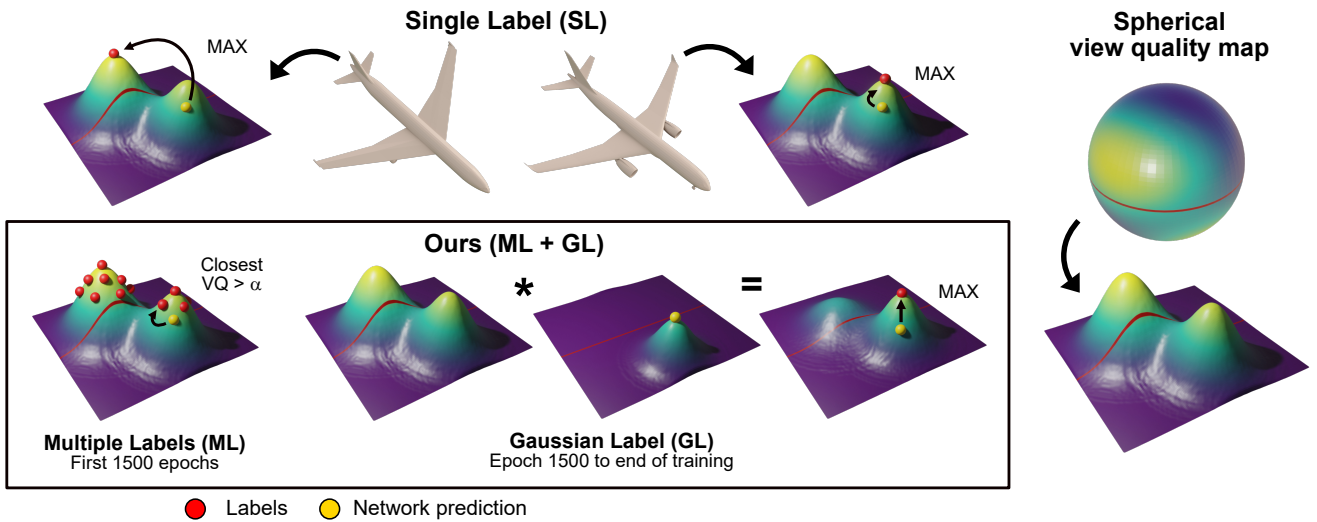 Single Label (SL)
MAX
MAX
Spherical
view quality map
Ours (ML + GL)
Closest
VQ > α
*
=
MAX
Multiple Labels (ML)
First 1500 epochs
Gaussian Label (GL)
Epoch 1500 to end of training
Labels
Network prediction